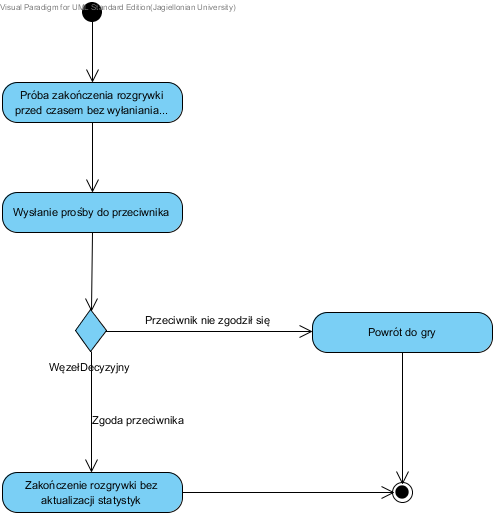 Visual Paradigm for UML Standard Edition(Jagiellonian University)
Próba zakończenia rozgrywki
przed czasem bez wyłaniania...
Wysłanie prośby do przeciwnika
Przeciwnik nie zgodził się
Powrót do gry
WęzełDecyzyjny
Zgoda przeciwnika
Zakończenie rozgrywki bez
aktualizacji statystyk